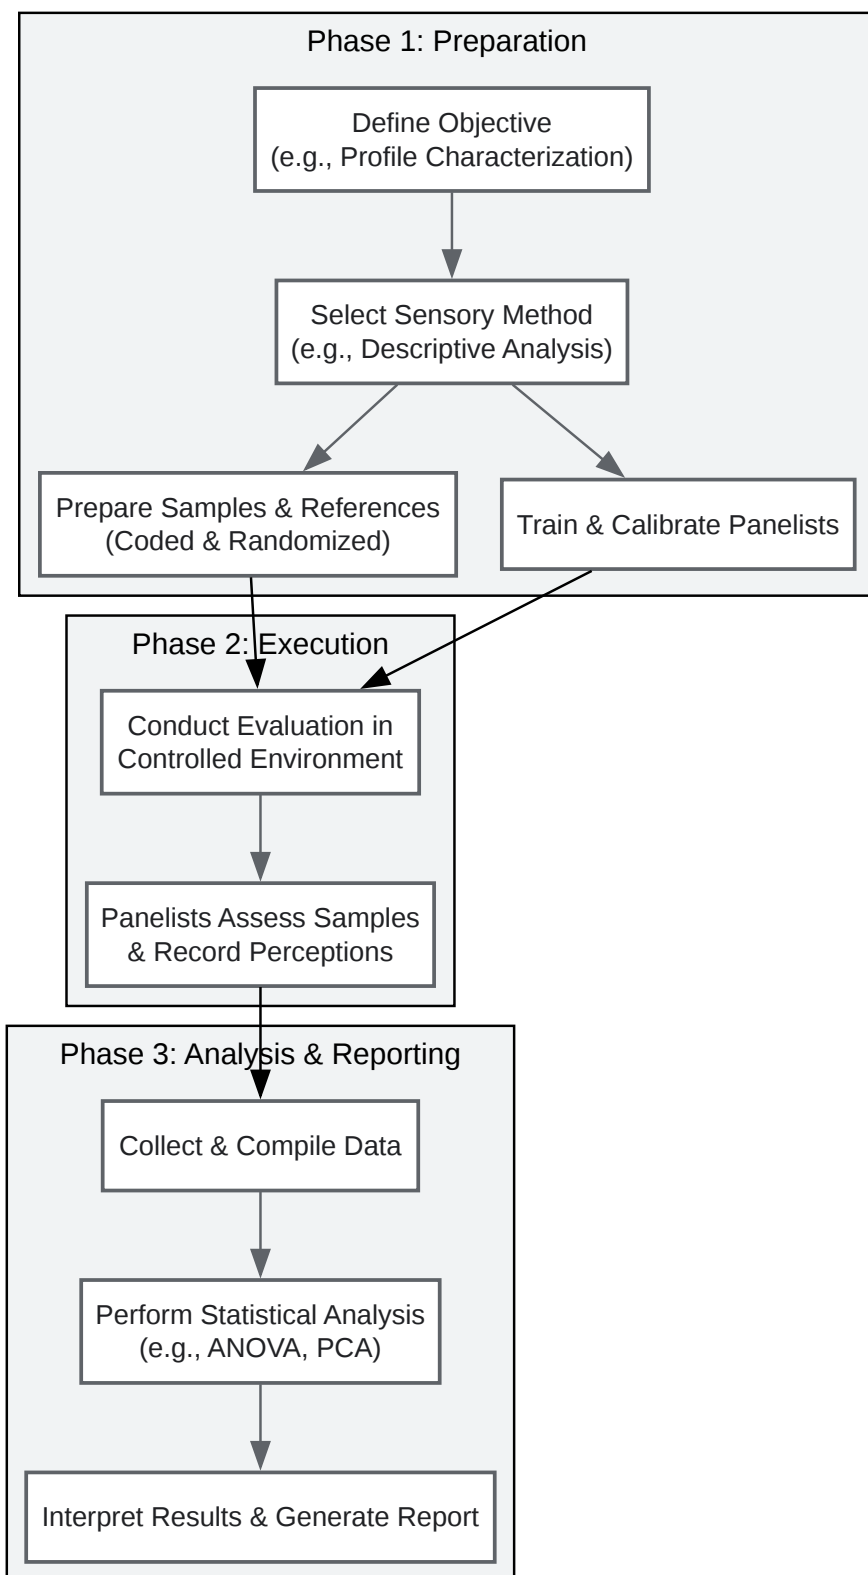 Phase 1: Preparation
Define Objective
(e.g., Profile Characterization)
Select Sensory Method
(e.g., Descriptive Analysis)
Prepare Samples & References
(Coded & Randomized)
Train & Calibrate Panelists
Phase 2: Execution
Conduct Evaluation in
Controlled Environment
Panelists Assess Samples
& Record Perceptions
Phase 3: Analysis & Reporting
Collect & Compile Data
Perform Statistical Analysis
(e.g., ANOVA, PCA)
Interpret Results & Generate Report